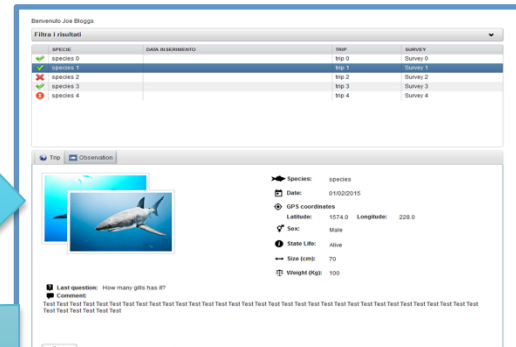 Benvenuto Joe Bloggs
Filtra i risultati
SPECIE DATA INSERIMENTO TRIP SURVEY
species 0 trip 0 Survey 0
species 1 trip 1 Survey 1
species 2 trip 2 Survey 2
species 3 trip 3 Survey 3
species 4 trip 4 Survey 4
Top Observation
Species: species
Date: 01/02/2015
GPS coordinates
Latitude: 1574.0 Longitude: 228.0
Sex: Male
State Life: Alive
Size (cm): 70
Weight (Kg): 100
Last question: How many gills has it?
Comment:
Test Test Test Test Test Test Test Test Test Test Test Test Test Test Test Test Test Test Test Test Test Test Test Test Test Test Test Test Test Test Test Test Test
Test Test Test Test Test Test